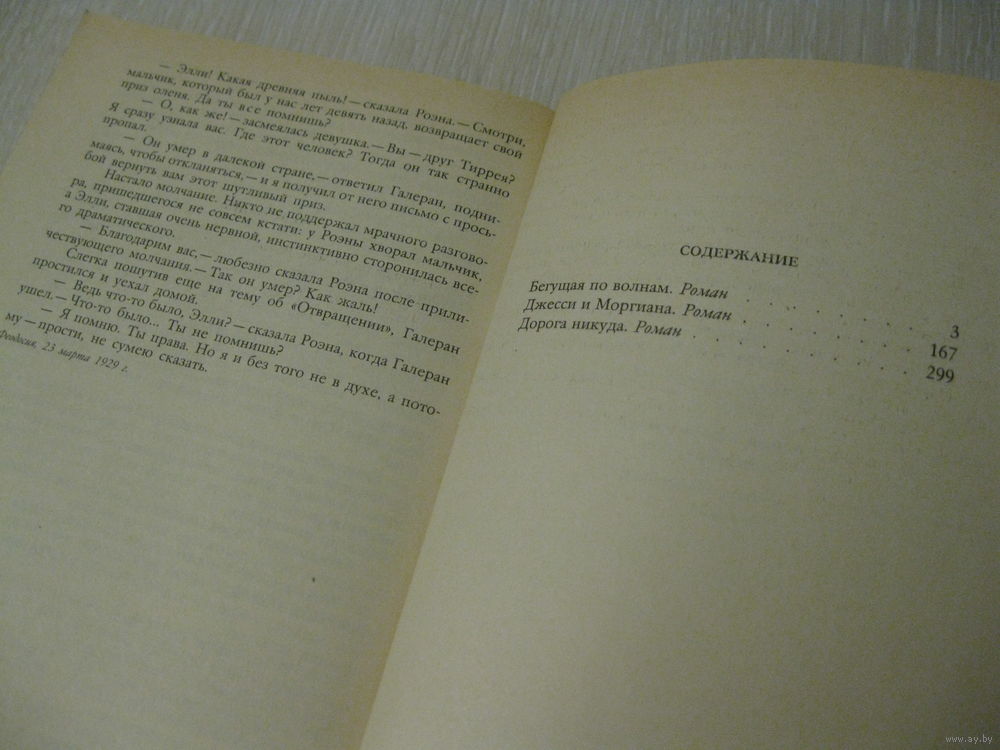 — Элли! Какая древняя пыль! — сказала Роэна. — Смотри,
мальчик, который был у нас лет девять назад, возвращает свой
приз оленя. Да ты все помнишь?
— О, как же! — засмеялась девушка. — Вы — друг Тиррея?
Я сразу узнала вас. Где этот человек? Тогда он так странно
пропал.
— Он умер в далекой стране, — ответил Галеран, подни-
маясь, чтобы откланяться, — и я получил от него письмо с прось-
бой вернуть вам этот шутливый приз.
Настало молчание. Никто не поддержал мрачного разгово-
ра, пришедшегося не совсем кстати: у Роэны хворал мальчик,
а Элли, ставшая очень нервной, инстинктивно сторонилась все-
го драматического.
— Благодарим вас, — любезно сказала Роэна после прили-
чествующего молчания. — Так он умер? Как жаль!
Слегка пошутив еще на тему об «Отвращении», Галеран
простился и уехал домой.
— Ведь что-то было, Элли? — сказала Роэна, когда Галеран
ушел. — Что-то было... Ты не помнишь?
— Я помню. Ты права. Но я и без того не в духе, а пото-
му — прости, не сумею сказать.
Феодосия, 23 марта 1929 г.
СОДЕРЖАНИЕ
Бегущая по волнам. Роман . . . . . . . . 3
Джесси и Моргиана. Роман . . . . . . . . 167
Дорога никуда. Роман . . . . . . . . 299
www.ay.by